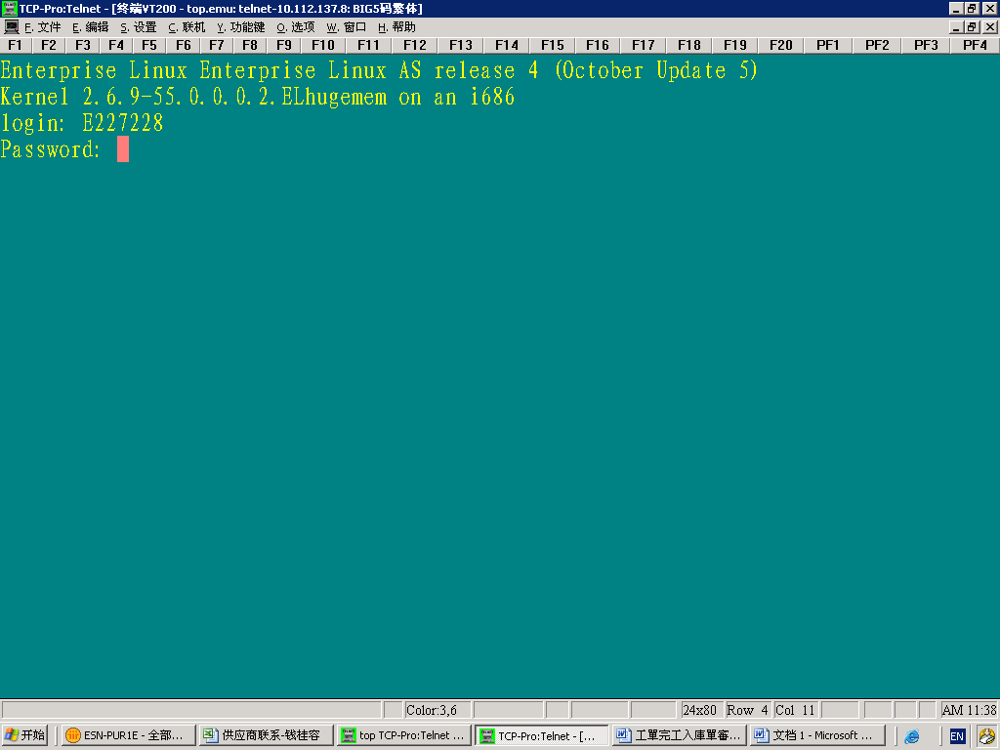 TCP-Pro:Telnet - [终端VT200 - top.emu: telnet-10.112.137.8: BIG5码繁体]
F. 文件 E. 编辑 S. 设置 C. 联机 Y. 功能键 O. 选项 W. 窗口 H. 帮助
F1 F2 F3 F4 F5 F6 F7 F8 F9 F10 F11 F12 F13 F14 F15 F16 F17 F18 F19 F20 PF1 PF2 PF3 PF4
Enterprise Linux Enterprise Linux AS release 4 (October Update 5)
Kernel 2.6.9-55.0.0.0.2.ELhugemem on an i686
login: E227228
Password:
Color:3,6 24x80 Row 4 Col 11 AM 11:38
开始 ESN-PUR1E - 全部... 供应商联系-钱桂容 top TCP-Pro:Telnet ... TCP-Pro:Telnet - [... 工單完工入庫單審... 文档 1 - Microsoft ... EN